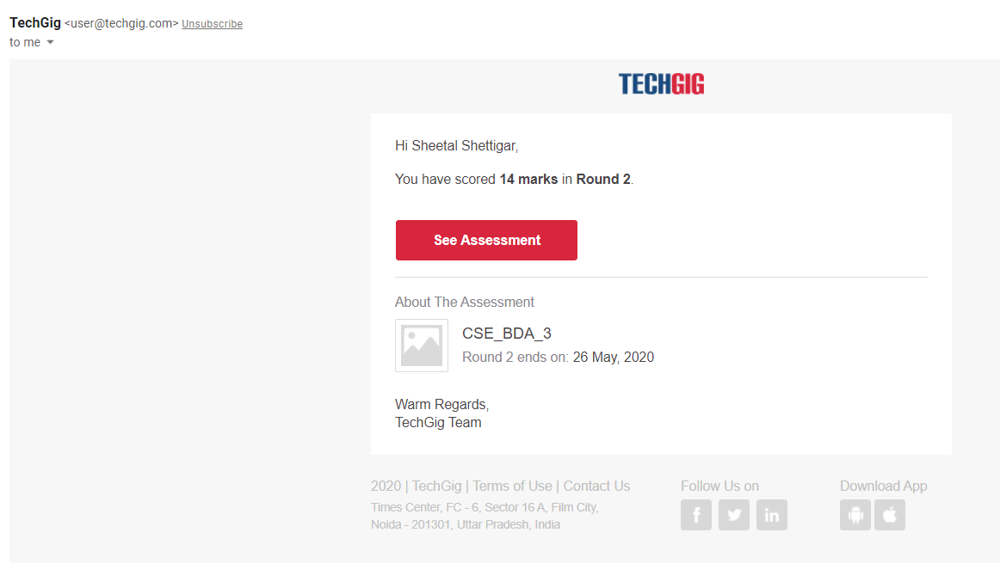 TechGig <user@techgig.com> Unsubscribe
to me
TECHGIG
Hi Sheetal Shettigar,
You have scored 14 marks in Round 2.
See Assessment
About The Assessment
CSE_BDA_3
Round 2 ends on: 26 May, 2020
Warm Regards,
TechGig Team
2020 | TechGig | Terms of Use | Contact Us
Times Center, FC - 6, Sector 16 A, Film City,
Noida - 201301, Uttar Pradesh, India
Follow Us on
Download App